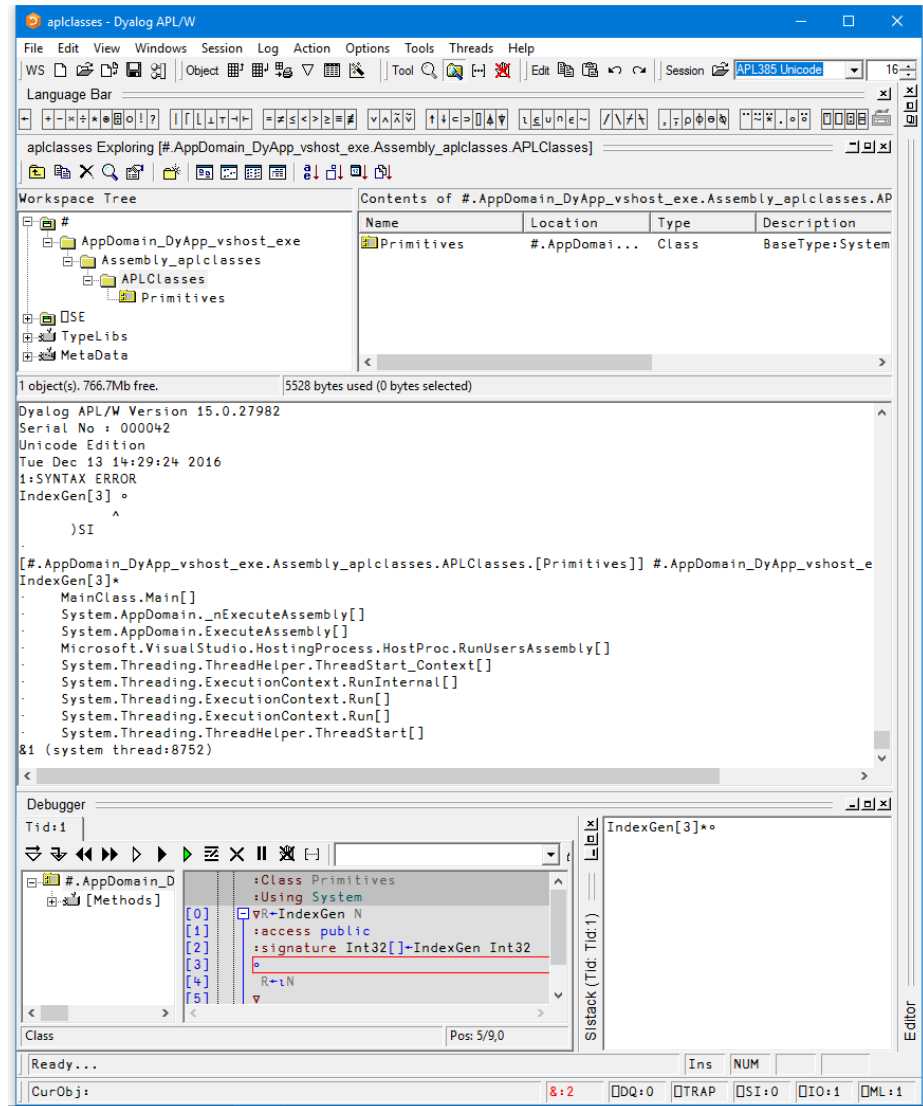 aplclasses - Dyalog APL/W
File Edit View Windows Session Log Action Options Tools Threads Help
WS Object Tool Edit Session APL385 Unicode 16
Language Bar
aplclasses Exploring [#.AppDomain_DyApp_vshost_exe.Assembly_aplclasses.APLClasses]
Workspace Tree
Contents of #.AppDomain_DyApp_vshost_exe.Assembly_aplclasses.AP
#
AppDomain_DyApp_vshost_exe
Assembly_aplclasses
APLClasses
Primitives
⎕SE
TypeLibs
MetaData
Name Location Type Description
Primitives #.AppDomai... Class BaseType:System
1 object(s). 766.7Mb free. 5528 bytes used (0 bytes selected)
Dyalog APL/W Version 15.0.27982
Serial No : 000042
Unicode Edition
Tue Dec 13 14:29:24 2016
1:SYNTAX ERROR
IndexGen[3] ∘
^
)SI
·
[#.AppDomain_DyApp_vshost_exe.Assembly_aplclasses.APLClasses.[Primitives]] #.AppDomain_DyApp_vshost_e
IndexGen[3]*
· MainClass.Main[]
· System.AppDomain._nExecuteAssembly[]
· System.AppDomain.ExecuteAssembly[]
· Microsoft.VisualStudio.HostingProcess.HostProc.RunUsersAssembly[]
· System.Threading.ThreadHelper.ThreadStart_Context[]
· System.Threading.ExecutionContext.RunInternal[]
· System.Threading.ExecutionContext.Run[]
· System.Threading.ExecutionContext.Run[]
· System.Threading.ThreadHelper.ThreadStart[]
&1 (system thread:8752)
Debugger
Tid:1
#.AppDomain_D
[Methods]
:Class Primitives
:Using System
[0] ∇R←IndexGen N
[1] :access public
[2] :signature Int32[]←IndexGen Int32
[3] ∘
[4] R←⍳N
[5] ∇
Class Pos: 5/9,0
SIstack (Tid: Tid:1)
IndexGen[3]*∘
Editor
Ready... Ins NUM
CurObj: &:2 ⎕DQ:0 ⎕TRAP ⎕SI:0 ⎕IO:1 ⎕ML:1